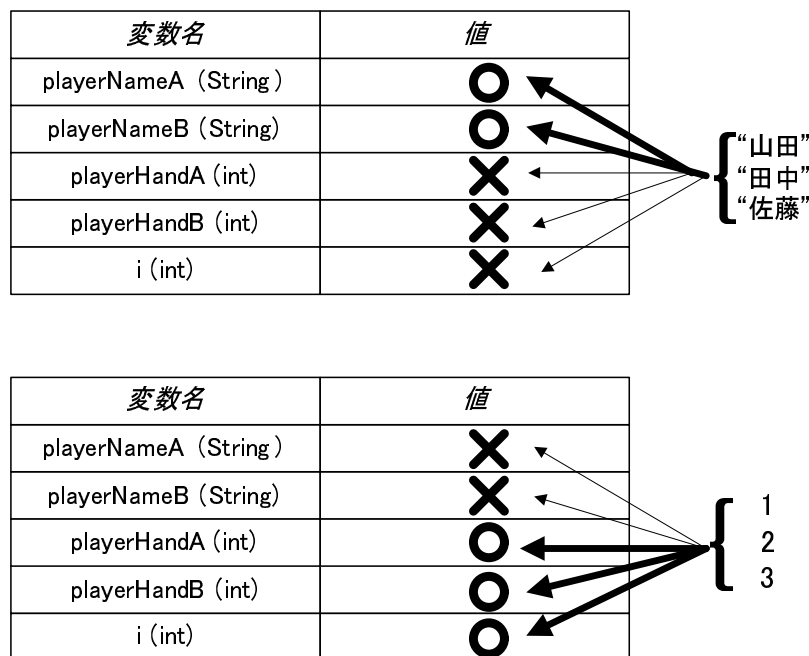 変数名 値
playerNameA (String)
playerNameB (String)
playerHandA (int)
playerHandB (int)
i (int)
“山田”
“田中”
“佐藤”
変数名 値
playerNameA (String)
playerNameB (String)
playerHandA (int)
playerHandB (int)
i (int)
1
2
3